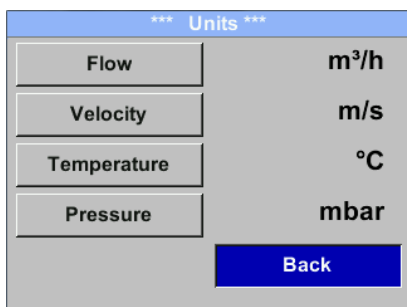 *** Units ***
Flow m³/h
Velocity m/s
Temperature °C
Pressure mbar
Back